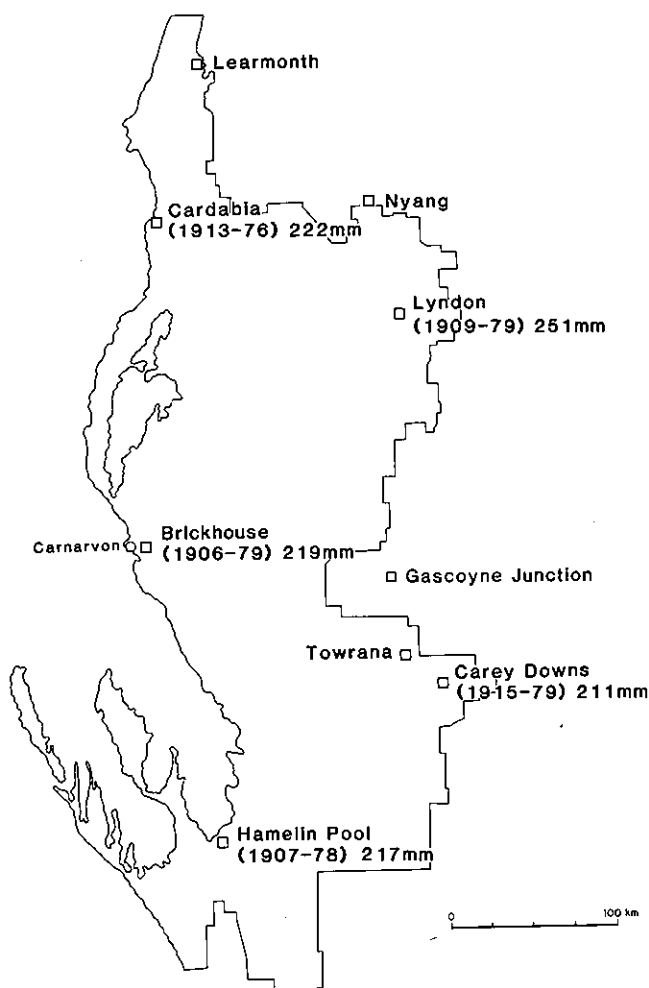 Learmonth
Cardabia
(1913-76) 222mm
Nyang
Lyndon
(1909-79) 251mm
Carnarvon
Brickhouse
(1906-79) 219mm
Gascoyne Junction
Towrana
Carey Downs
(1915-79) 211mm
Hamelin Pool
(1907-78) 217mm
0
100 km